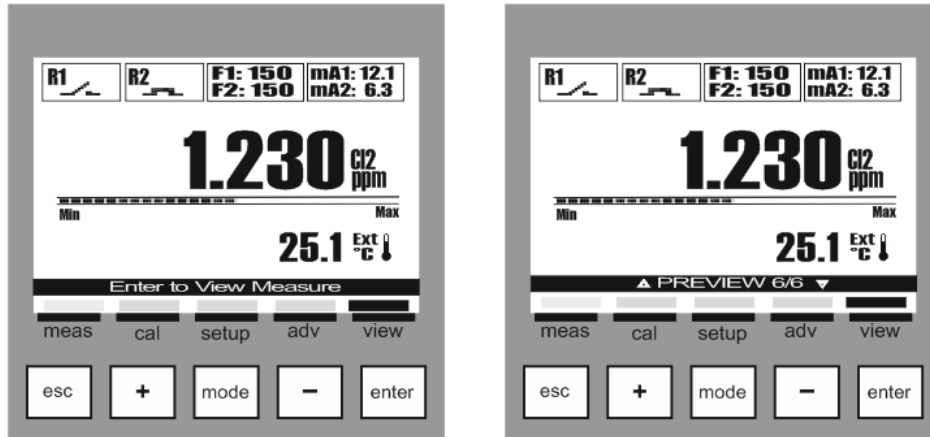 R1 R2 F1: 150 mA1: 12.1
F2: 150 mA2: 6.3
1.230 Cl2
ppm
Min Max
25.1 Ext
°C
Enter to View Measure
meas cal setup adv view
esc + mode - enter
R1 R2 F1: 150 mA1: 12.1
F2: 150 mA2: 6.3
1.230 Cl2
ppm
Min Max
25.1 Ext
°C
PREVIEW 6/6
meas cal setup adv view
esc + mode - enter